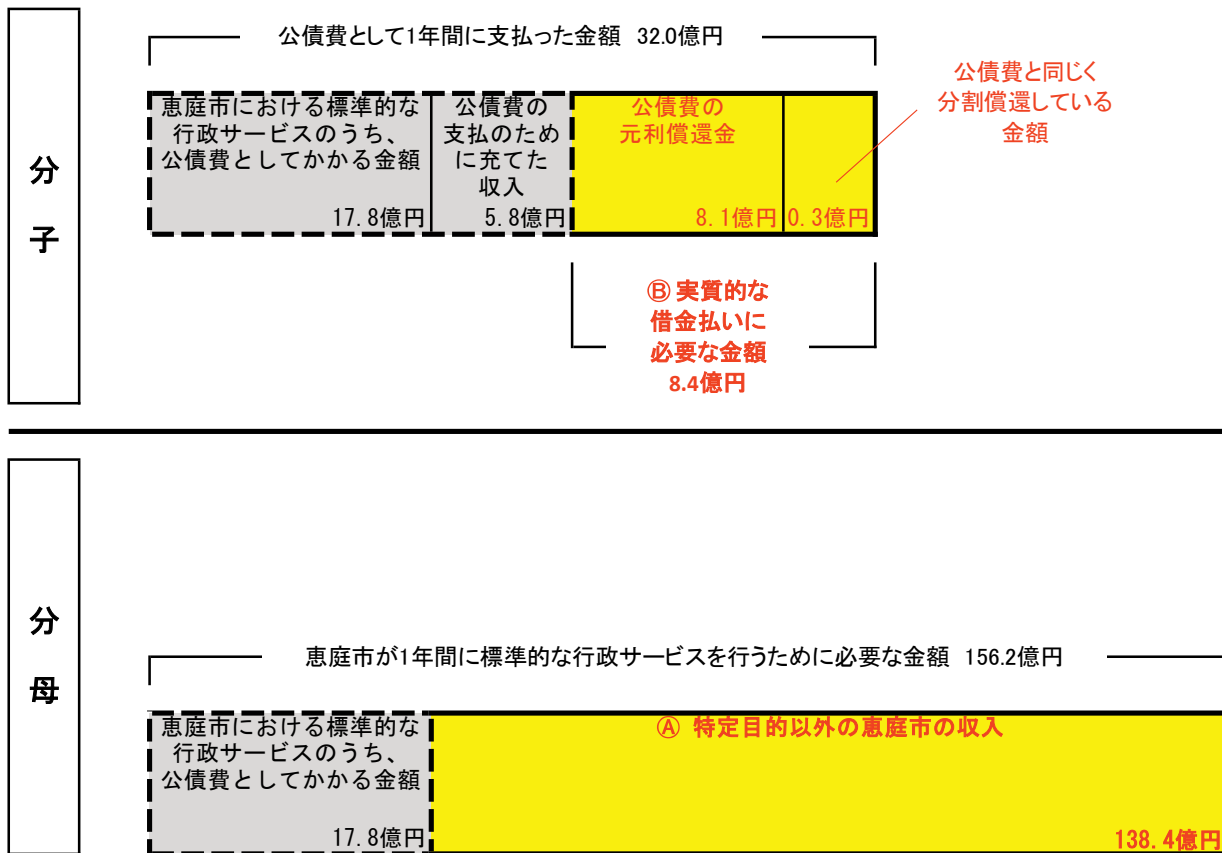 分
子
公債費として1年間に支払った金額 32.0億円
恵庭市における標準的な
行政サービスのうち、
公債費としてかかる金額
17.8億円
公債費の
支払のため
に充てた
収入
5.8億円
公債費の
元利償還金
8.1億円
0.3億円
公債費と同じく
分割償還している
金額
Ⓑ 実質的な
借金払いに
必要な金額
8.4億円
分
母
恵庭市が1年間に標準的な行政サービスを行うために必要な金額 156.2億円
恵庭市における標準的な
行政サービスのうち、
公債費としてかかる金額
17.8億円
Ⓐ 特定目的以外の恵庭市の収入
138.4億円